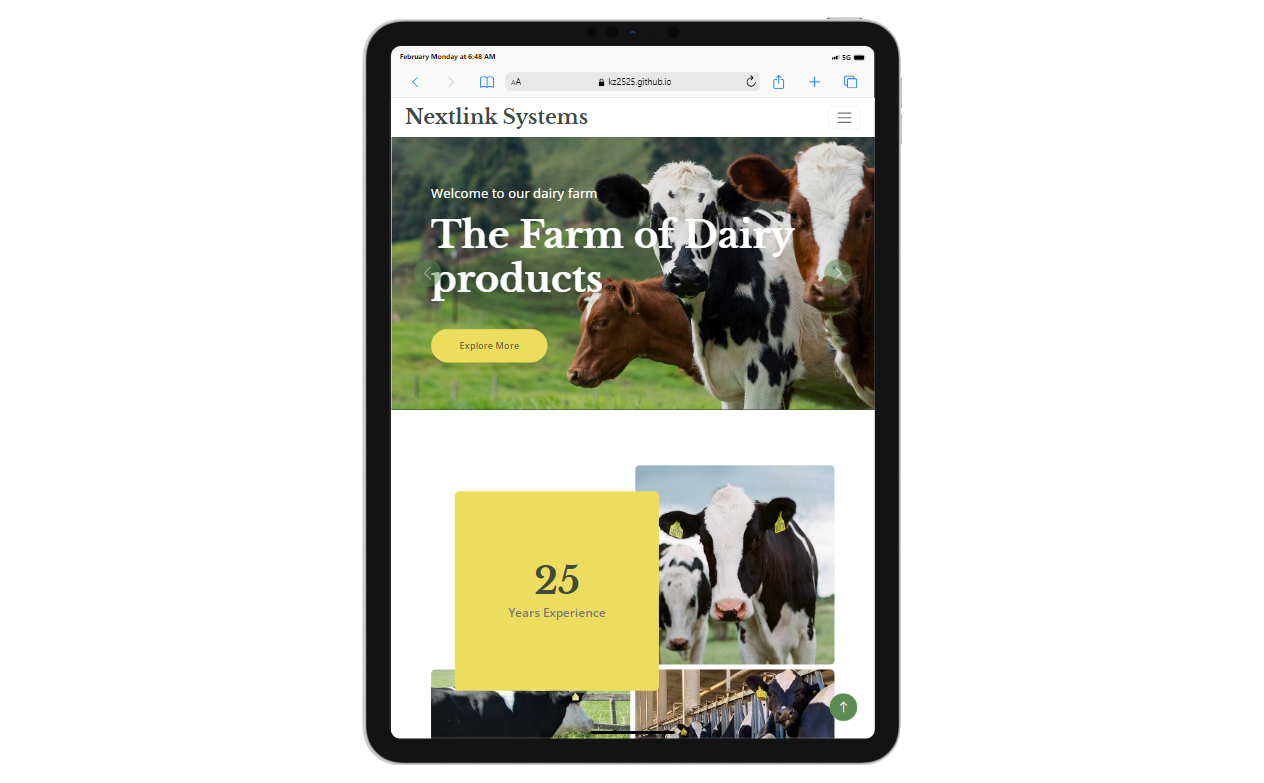 February Monday at 6:48 AM
5G
AA
kz2525.github.io
Nextlink Systems
Welcome to our dairy farm
The Farm of Dairy
products
Explore More
25
Years Experience